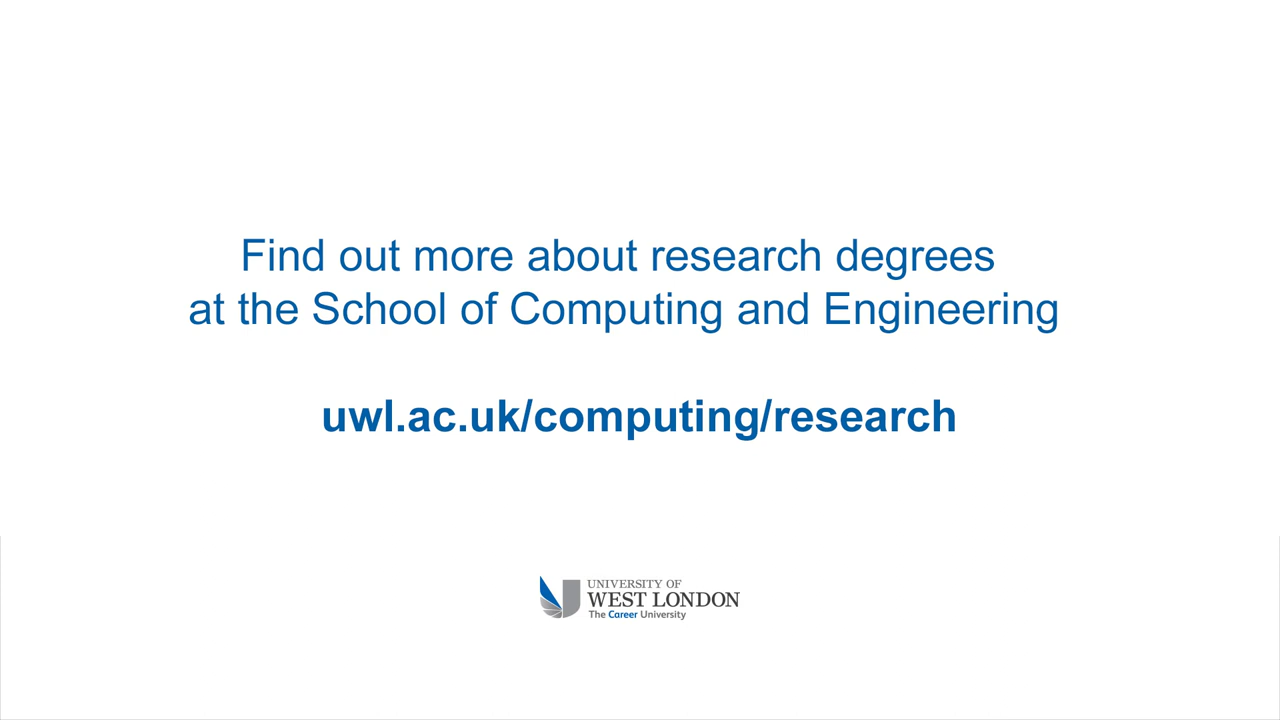 Find out more about research degrees
at the School of Computing and Engineering
uwl.ac.uk/computing/research
UNIVERSITY OF
WEST LONDON
The Career University